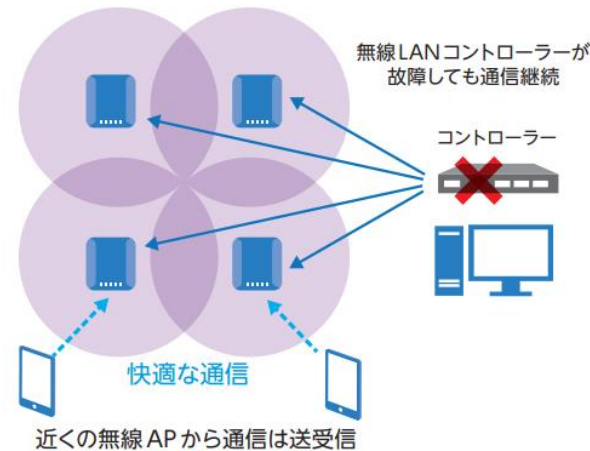 無線LANコントローラーが
故障しても通信継続
コントローラー
快適な通信
近くの無線APから通信は送受信